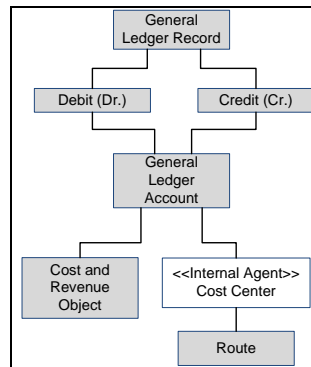 General
Ledger Record
Debit (Dr.)
Credit (Cr.)
General
Ledger
Account
Cost and
Revenue
Object
<<Internal Agent>>
Cost Center
Route